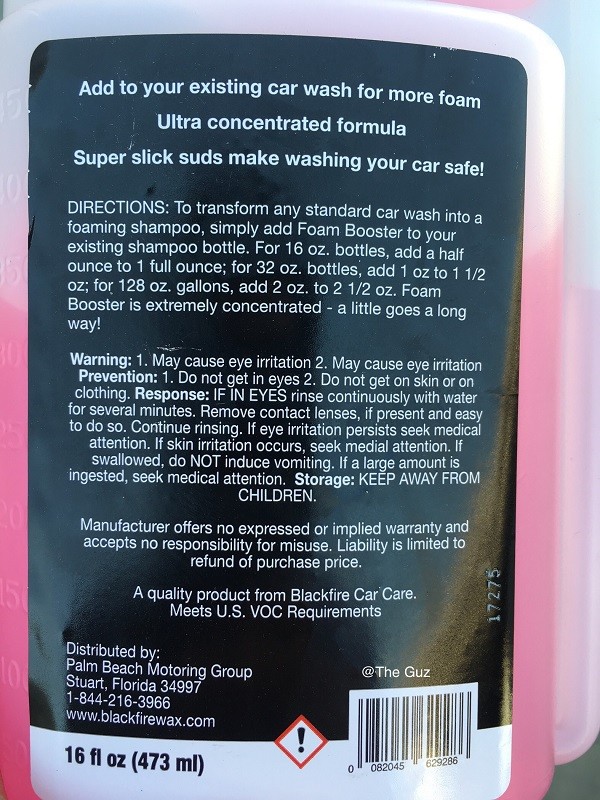 Add to your existing car wash for more foam
Ultra concentrated formula
Super slick suds make washing your car safe!
DIRECTIONS: To transform any standard car wash into a
foaming shampoo, simply add Foam Booster to your
existing shampoo bottle. For 16 oz. bottles, add a half
ounce to 1 full ounce; for 32 oz. bottles, add 1 oz to 1 1/2
oz; for 128 oz. gallons, add 2 oz. to 2 1/2 oz. Foam
Booster is extremely concentrated - a little goes a long
way!
Warning: 1. May cause eye irritation 2. May cause eye irritation
Prevention: 1. Do not get in eyes 2. Do not get on skin or on
clothing. Response: IF IN EYES rinse continuously with water
for several minutes. Remove contact lenses, if present and easy
to do so. Continue rinsing. If eye irritation persists seek medical
attention. If skin irritation occurs, seek medial attention. If
swallowed, do NOT induce vomiting. If a large amount is
ingested, seek medical attention. Storage: KEEP AWAY FROM
CHILDREN.
Manufacturer offers no expressed or implied warranty and
accepts no responsibility for misuse. Liability is limited to
refund of purchase price.
A quality product from Blackfire Car Care.
Meets U.S. VOC Requirements
17275
Distributed by:
Palm Beach Motoring Group
Stuart, Florida 34997
1-844-216-3966
www.blackfirewax.com
@The Guz
16 fl oz (473 ml)
!
0 082045 629286